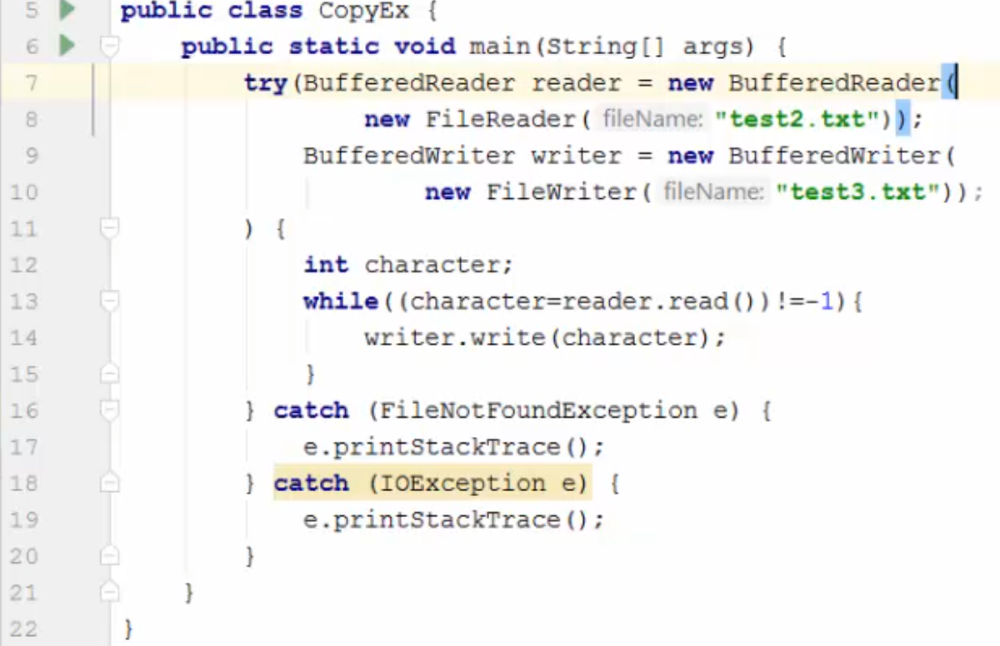 5 public class CopyEx {
6 public static void main(String[] args) {
7 try(BufferedReader reader = new BufferedReader(
8 new FileReader( fileName: "test2.txt"));
9 BufferedWriter writer = new BufferedWriter(
10 new FileWriter( fileName: "test3.txt"));
11 ) {
12 int character;
13 while((character=reader.read())!=-1){
14 writer.write(character);
15 }
16 } catch (FileNotFoundException e) {
17 e.printStackTrace();
18 } catch (IOException e) {
19 e.printStackTrace();
20 }
21 }
22 }